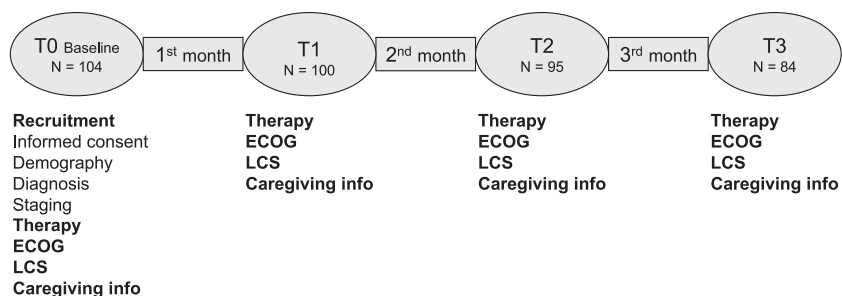 T0 Baseline
N = 104
1st month
T1
N = 100
2nd month
T2
N = 95
3rd month
T3
N = 84
Recruitment
Informed consent
Demography
Diagnosis
Staging
Therapy
ECOG
LCS
Caregiving info
Therapy
ECOG
LCS
Caregiving info
Therapy
ECOG
LCS
Caregiving info
Therapy
ECOG
LCS
Caregiving info